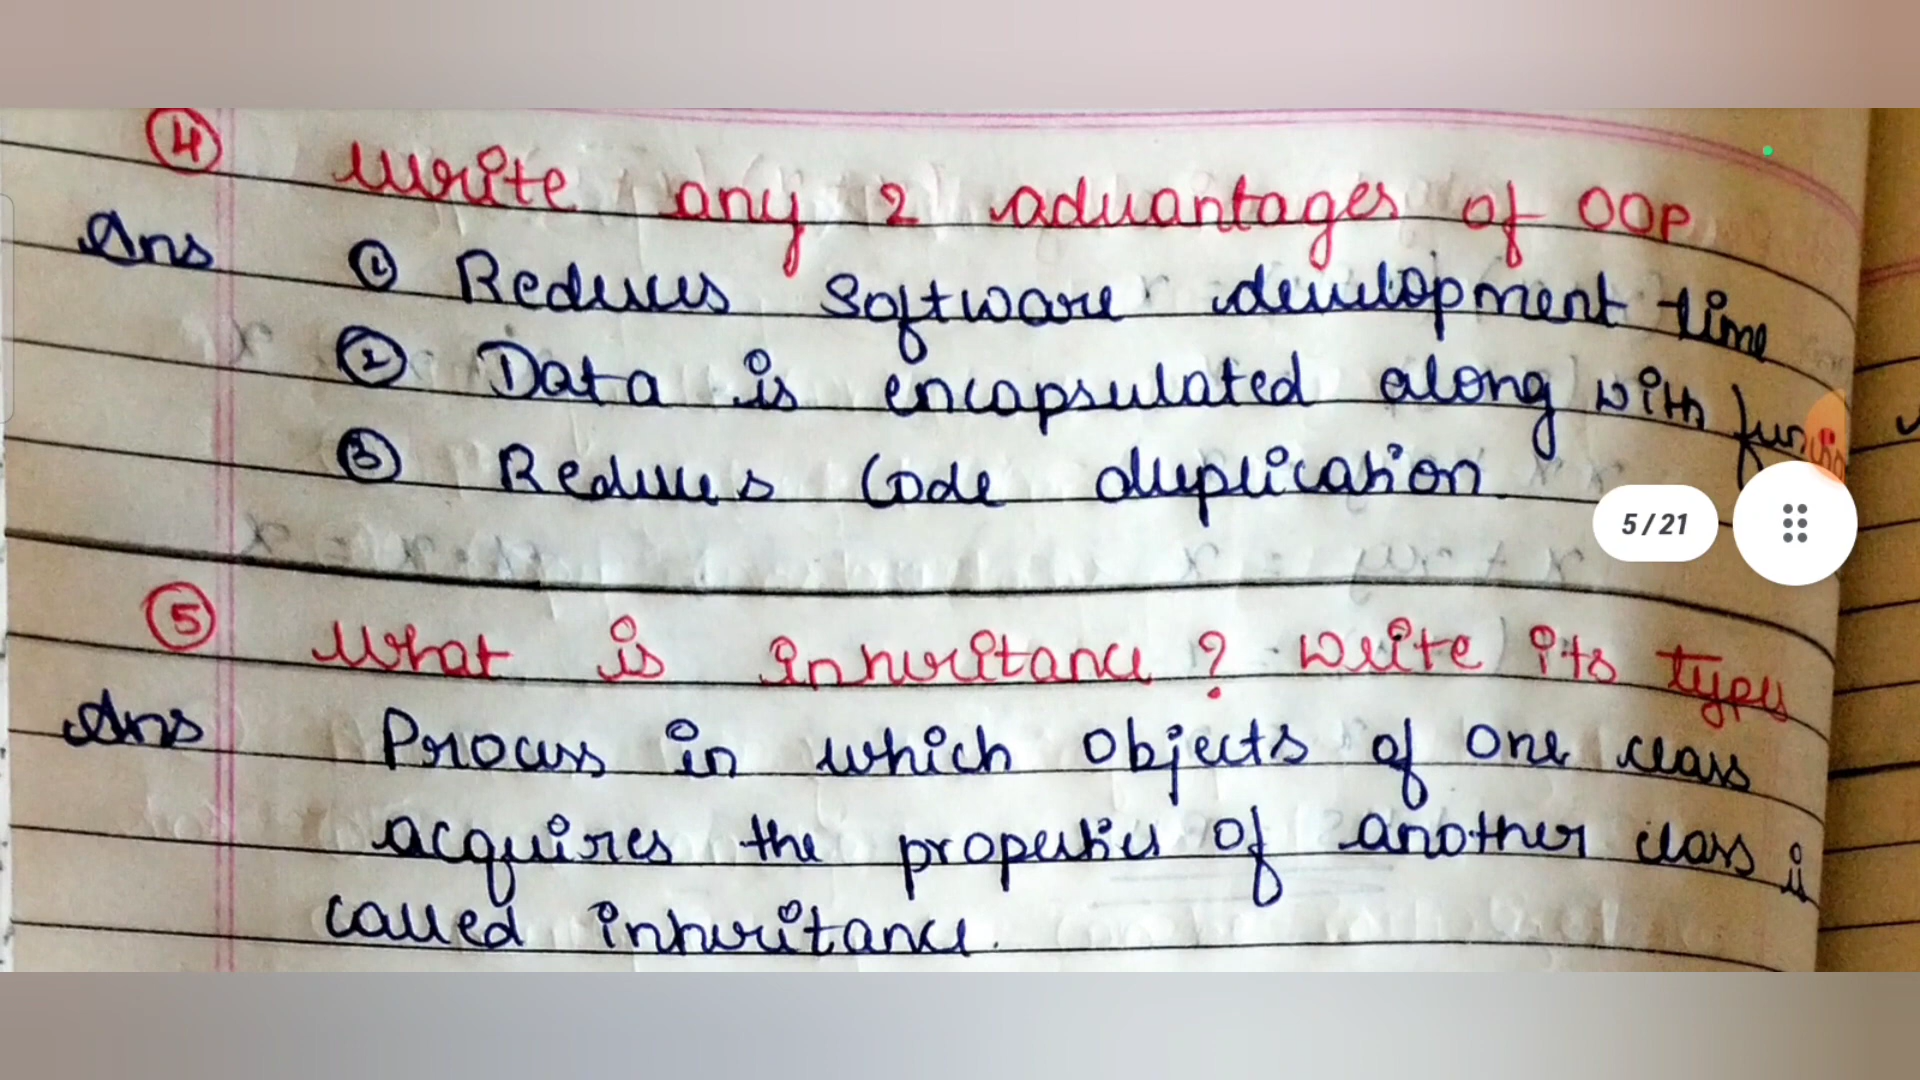 4 Write any 2 advantages of OOP
Ans 1 Reduces Software development time
2 Data is encapsulated along with
3 Reduces Code duplication
5/21
5 What is inheritance? Write its types
Ans Process in which objects of one class
acquires the properties of another class is
called inheritance.